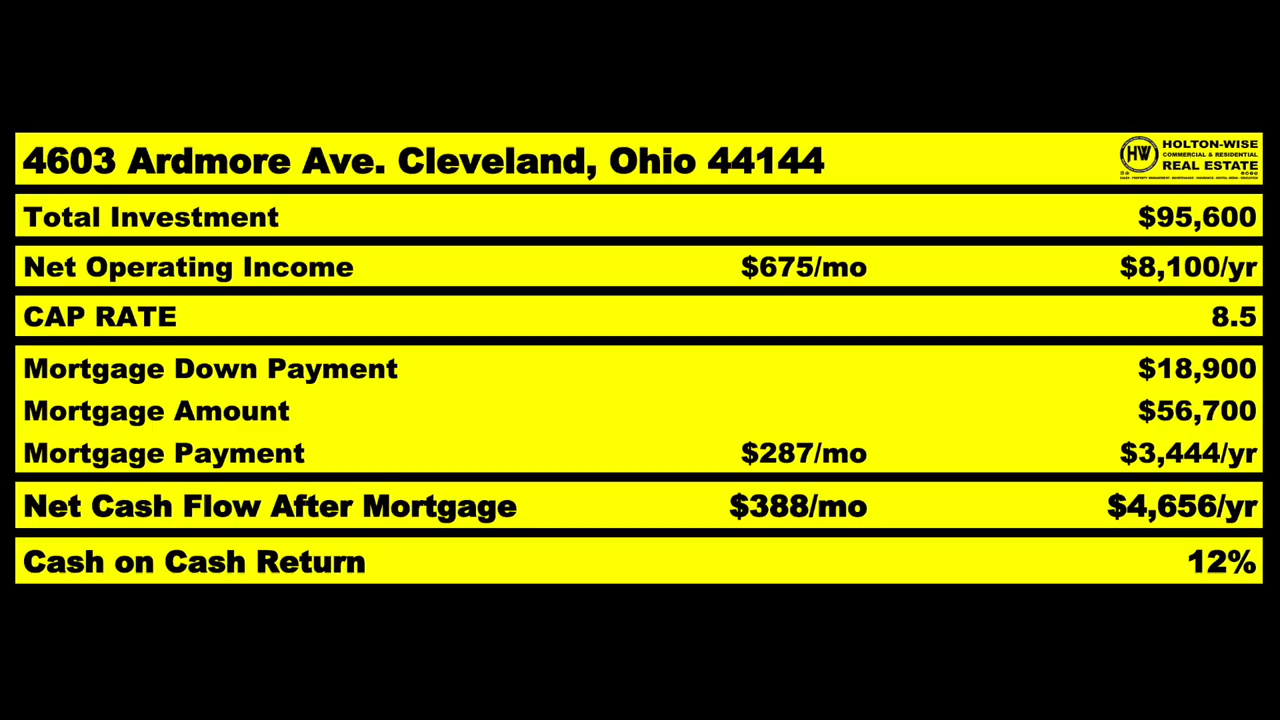 4603 Ardmore Ave. Cleveland, Ohio 44144
HW
HOLTON-WISE
COMMERCIAL & RESIDENTIAL
REAL ESTATE
Total Investment $95,600
Net Operating Income $675/mo $8,100/yr
CAP RATE 8.5
Mortgage Down Payment $18,900
Mortgage Amount $56,700
Mortgage Payment $287/mo $3,444/yr
Net Cash Flow After Mortgage $388/mo $4,656/yr
Cash on Cash Return 12%